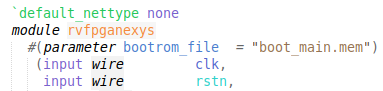 `default_nettype none
module rvfpganexys
#(parameter bootrom_file = "boot_main.mem")
(input wire clk,
input wire rstn,